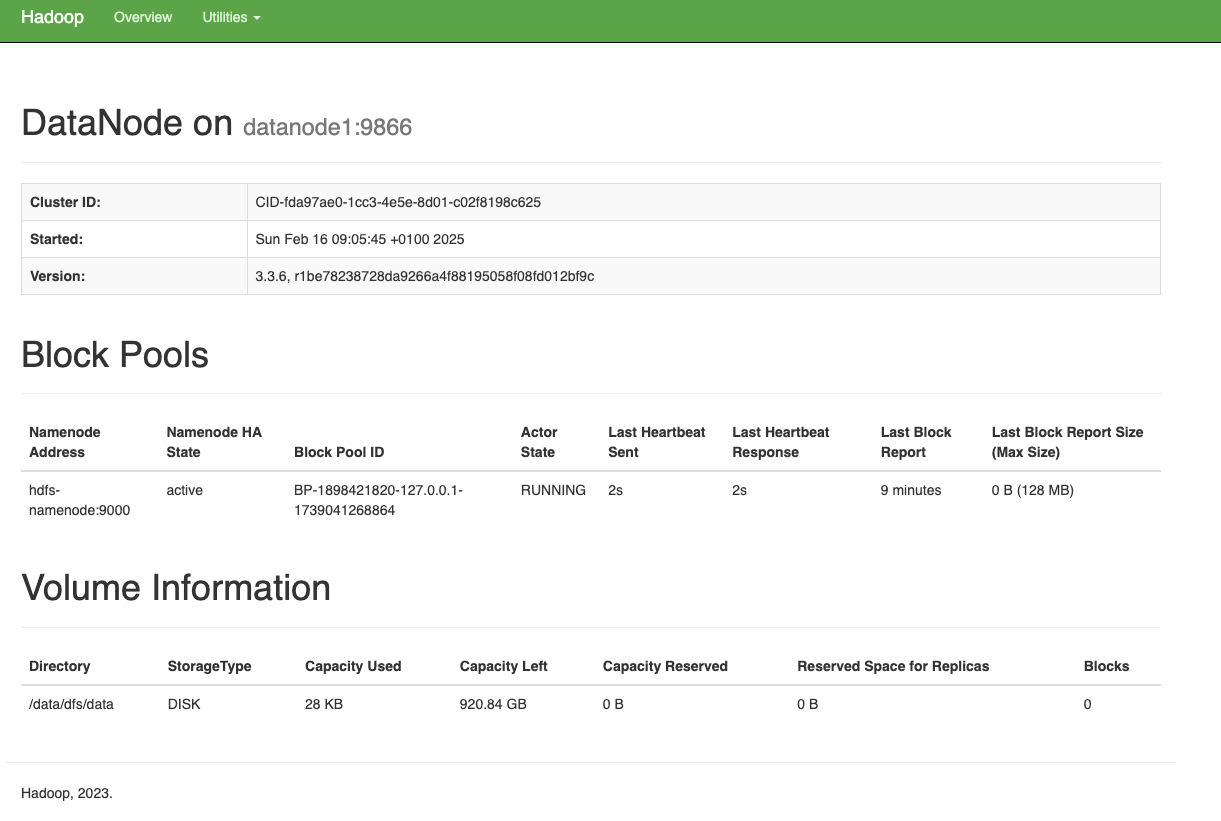 Hadoop Overview Utilities
DataNode on datanode1:9866
Cluster ID: CID-fda97ae0-1cc3-4e5e-8d01-c02f8198c625
Started: Sun Feb 16 09:05:45 +0100 2025
Version: 3.3.6, r1be78238728da9266a4f88195058f08fd012bf9c
Block Pools
Namenode Address Namenode HA State Block Pool ID Actor State Last Heartbeat Sent Last Heartbeat Response Last Block Report Last Block Report Size (Max Size)
hdfs-namenode:9000 active BP-1898421820-127.0.0.1-1739041268864 RUNNING 2s 2s 9 minutes 0 B (128 MB)
Volume Information
Directory StorageType Capacity Used Capacity Left Capacity Reserved Reserved Space for Replicas Blocks
/data/dfs/data DISK 28 KB 920.84 GB 0 B 0 B 0
Hadoop, 2023.